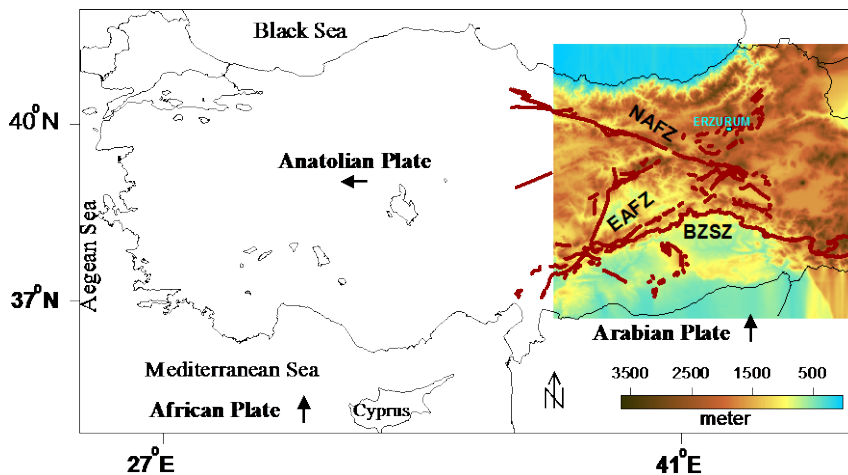 Black Sea
40°N
NAFZ
ERZURUM
Anatolian Plate
EAFZ
BZSZ
Aegean Sea
37°N
Arabian Plate
Mediterranean Sea
African Plate
Cyprus
N
3500 2500 1500 500
meter
27°E
41°E